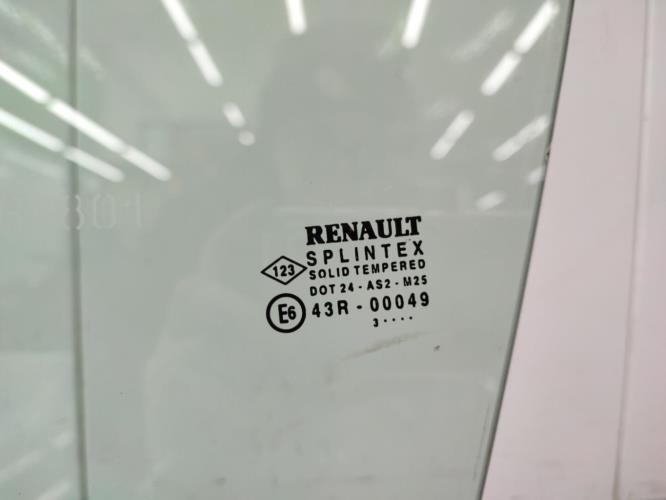 RENAULT
SPLINTEX
123
SOLID TEMPERED
DOT 24 - AS2 - M25
E6 43R - 00049
3 ····